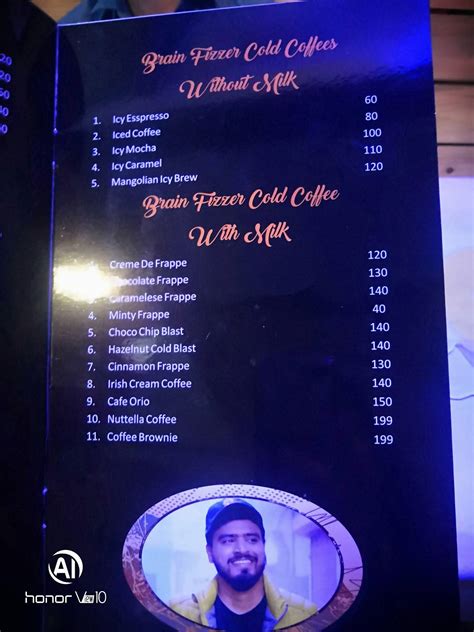 Brain Fizzer Cold Coffees
Without Milk
1. Icy Esspresso 60
2. Iced Coffee 80
3. Icy Mocha 100
4. Icy Caramel 110
5. Mangolian Icy Brew 120
Brain Fizzer Cold Coffee
With Milk
Creme De Frappe 120
Chocolate Frappe 130
Caramelese Frappe 140
4. Minty Frappe 40
5. Choco Chip Blast 140
6. Hazelnut Cold Blast 140
7. Cinnamon Frappe 130
8. Irish Cream Coffee 140
9. Cafe Orio 150
10. Nuttella Coffee 199
11. Coffee Brownie 199
AI
honor View10